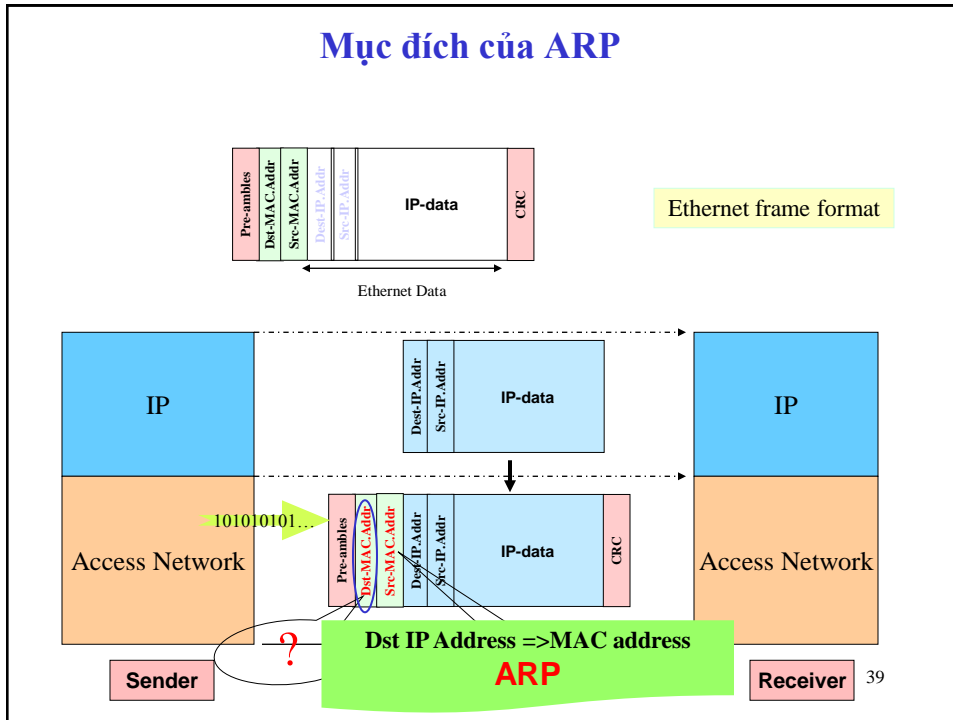 Mục đích của ARP
Pre-ambles
Dst-MAC.Addr
Src-MAC.Addr
Dest-IP.Addr
Src-IP.Addr
IP-data
CRC
Ethernet frame format
Ethernet Data
IP
Dest-IP.Addr
Src-IP.Addr
IP-data
IP
101010101…
Access Network
Pre-ambles
Dst-MAC.Addr
Src-MAC.Addr
Dest-IP.Addr
Src-IP.Addr
IP-data
CRC
Access Network
?
Dst IP Address =>MAC address
ARP
Sender
Receiver
39